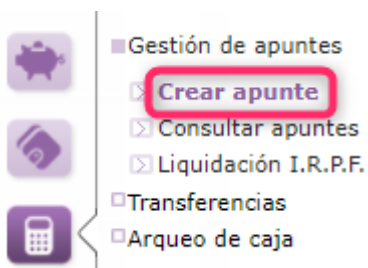 Gestión de apuntes
Crear apunte
Consultar apuntes
Liquidación I.R.P.F.
Transferencias
Arqueo de caja